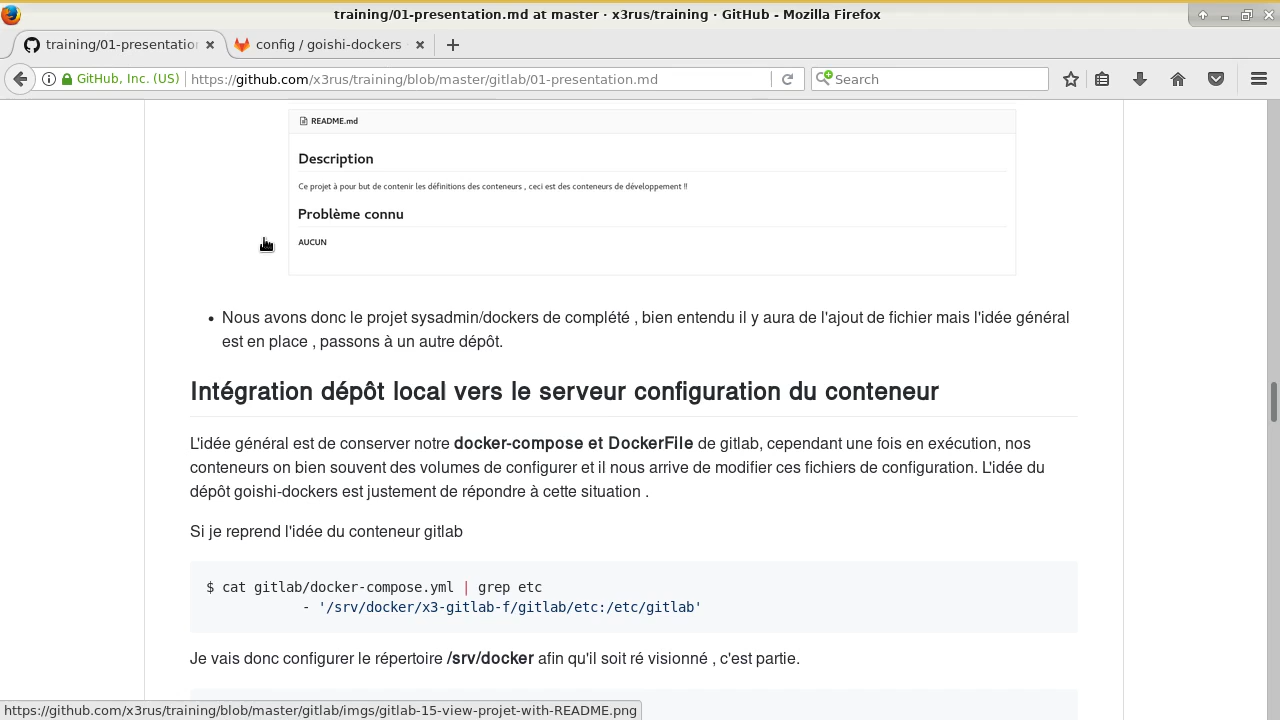 training/01-presentation.md at master · x3rus/training · GitHub - Mozilla Firefox
training/01-presentatio
config / goishi-dockers
GitHub, Inc. (US)
https://github.com/x3rus/training/blob/master/gitlab/01-presentation.md
Search
README.md
Description
Ce projet à pour but de contenir les définitions des conteneurs , ceci est des conteneurs de développement !!
Problème connu
AUCUN
• Nous avons donc le projet sysadmin/dockers de complété , bien entendu il y aura de l'ajout de fichier mais l'idée général
est en place , passons à un autre dépôt.
Intégration dépôt local vers le serveur configuration du conteneur
L'idée général est de conserver notre docker-compose et DockerFile de gitlab, cependant une fois en exécution, nos
conteneurs on bien souvent des volumes de configurer et il nous arrive de modifier ces fichiers de configuration. L'idée du
dépôt goishi-dockers est justement de répondre à cette situation .
Si je reprend l'idée du conteneur gitlab
$ cat gitlab/docker-compose.yml | grep etc
- '/srv/docker/x3-gitlab-f/gitlab/etc:/etc/gitlab'
Je vais donc configurer le répertoire /srv/docker afin qu'il soit ré visionné , c'est partie.
https://github.com/x3rus/training/blob/master/gitlab/imgs/gitlab-15-view-projet-with-README.png